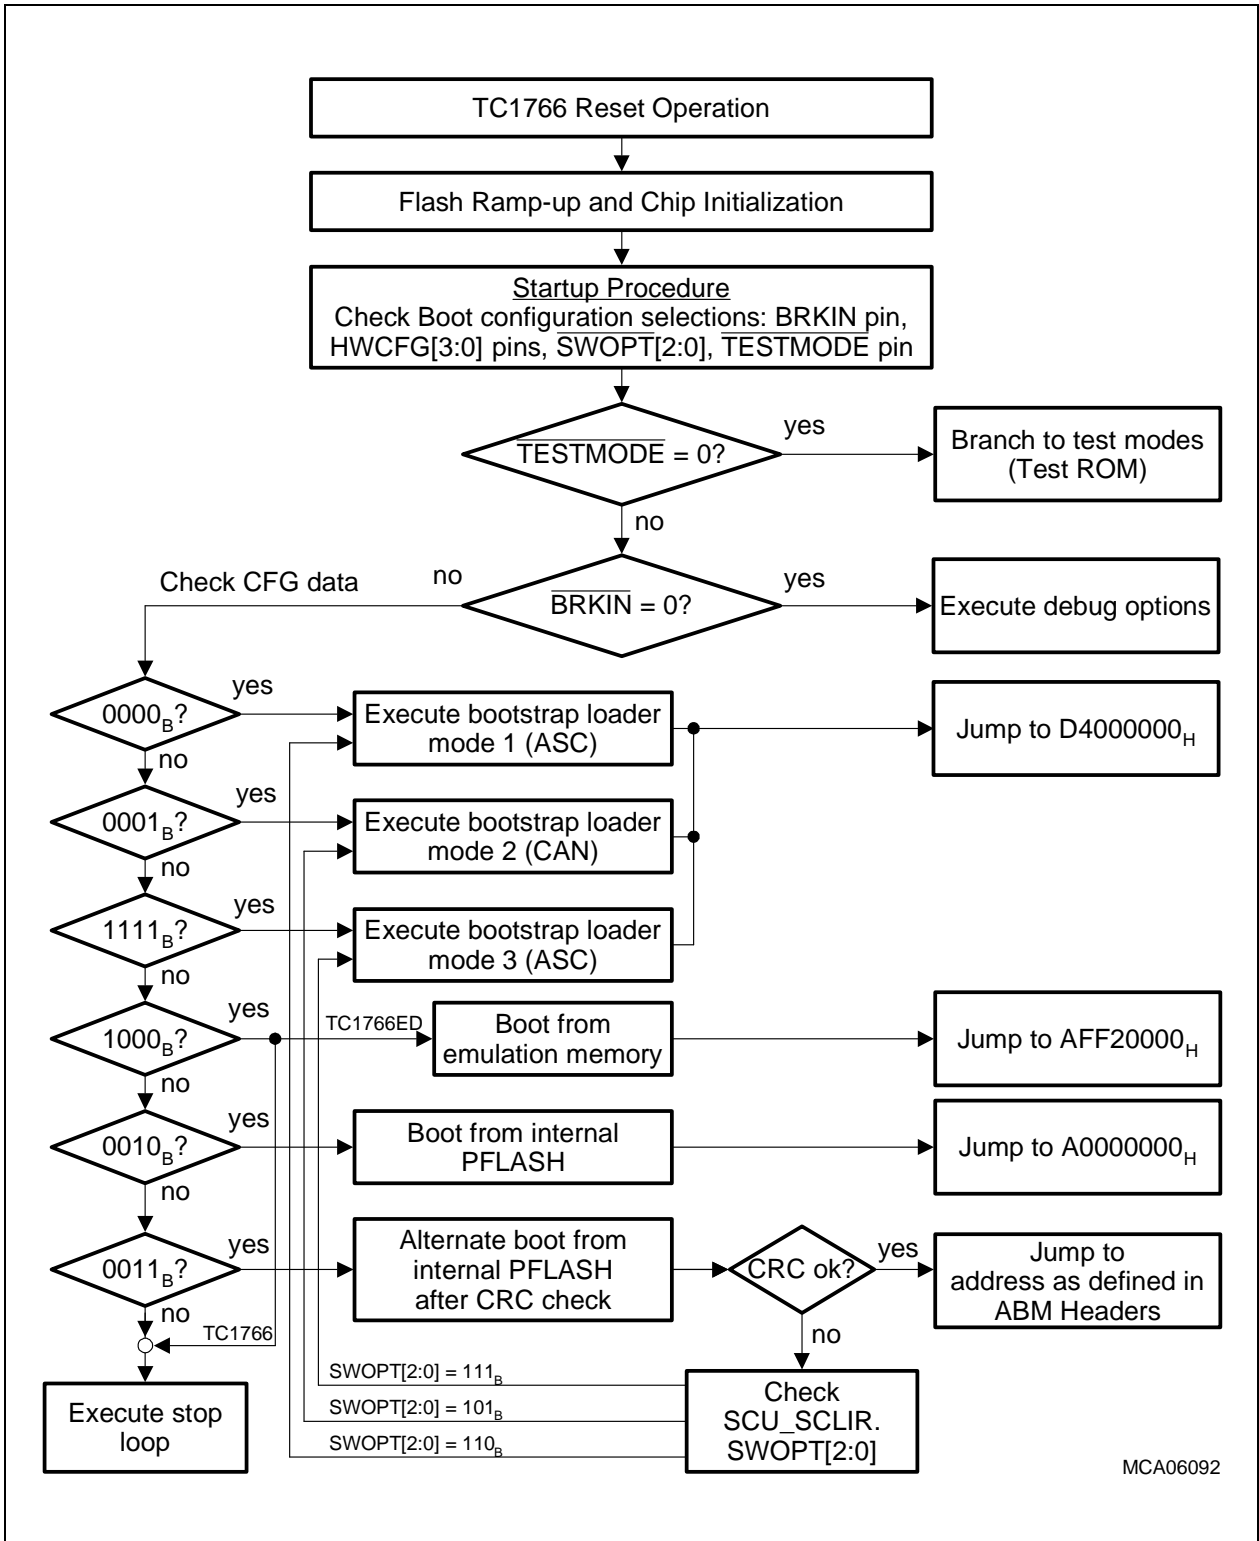 TC1766 Reset Operation
Flash Ramp-up and Chip Initialization
Startup Procedure
Check Boot configuration selections: BRKIN pin,
HWCFG[3:0] pins, SWOPT[2:0], TESTMODE pin
TESTMODE = 0?
yes
Branch to test modes
(Test ROM)
no
BRKIN = 0?
yes
Execute debug options
no
Check CFG data
0000B?
yes
Execute bootstrap loader
mode 1 (ASC)
Jump to D4000000H
no
0001B?
yes
Execute bootstrap loader
mode 2 (CAN)
no
1111B?
yes
Execute bootstrap loader
mode 3 (ASC)
no
1000B?
yes
TC1766ED
Boot from
emulation memory
Jump to AFF20000H
no
0010B?
yes
Boot from internal
PFLASH
Jump to A0000000H
no
0011B?
yes
Alternate boot from
internal PFLASH
after CRC check
CRC ok?
yes
Jump to
address as defined in
ABM Headers
no
TC1766
no
Execute stop
loop
SWOPT[2:0] = 111B
SWOPT[2:0] = 101B
SWOPT[2:0] = 110B
Check
SCU_SCLIR.
SWOPT[2:0]
MCA06092